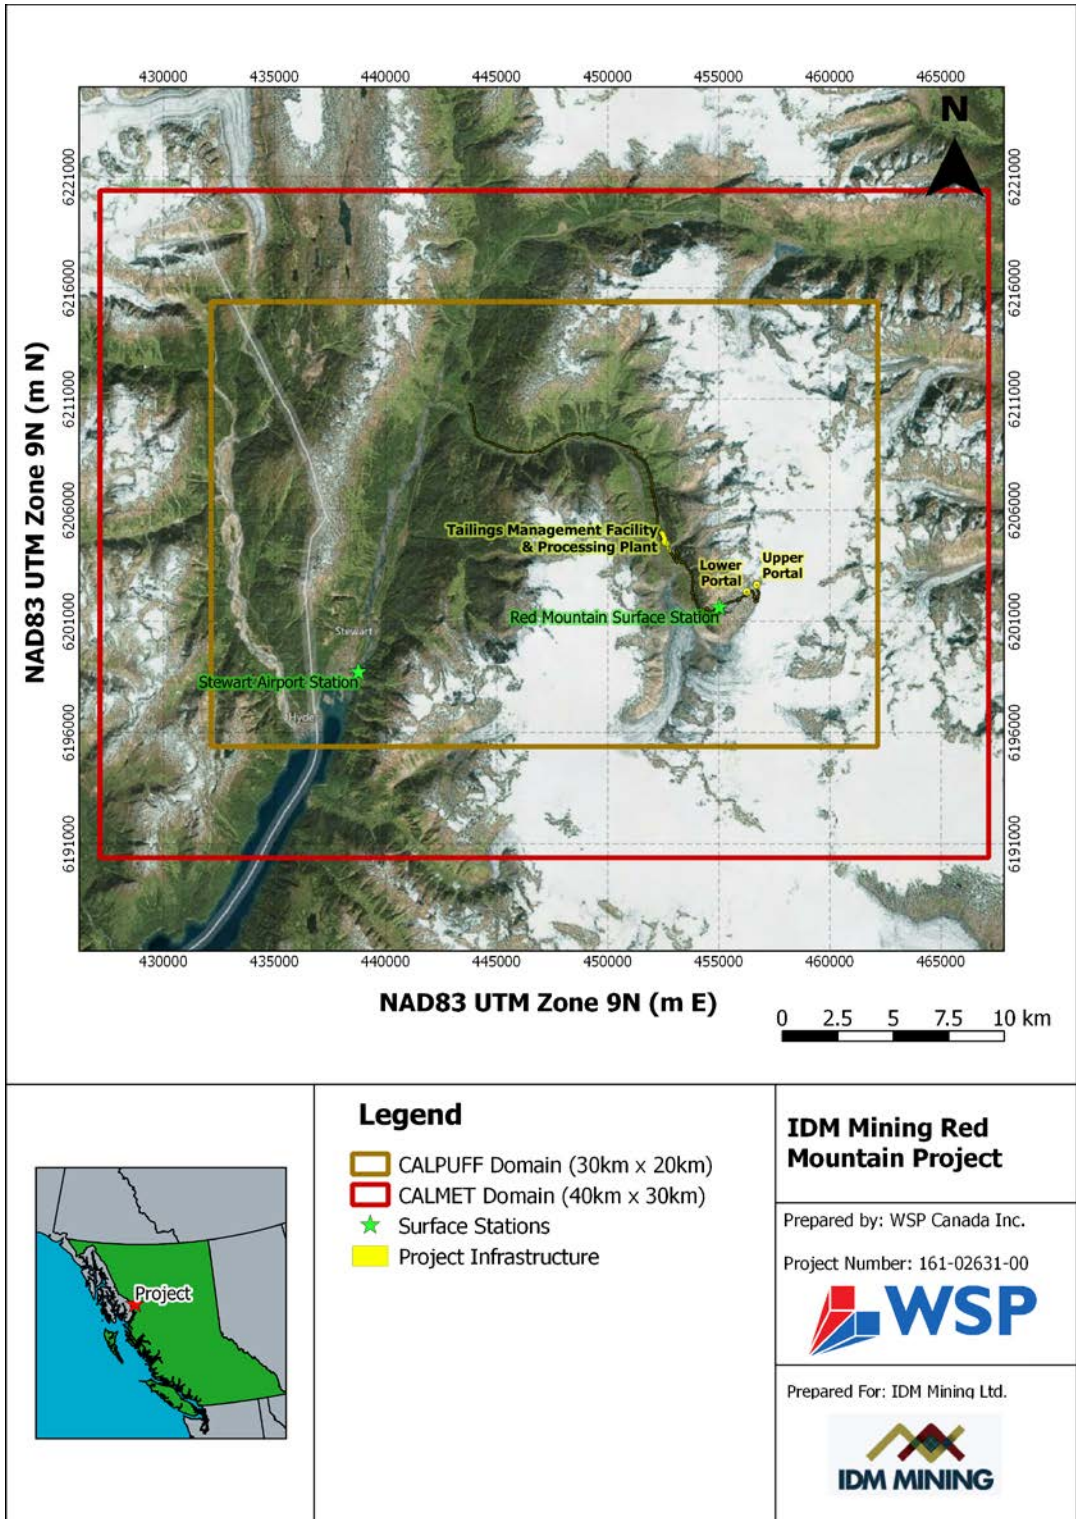 430000 435000 440000 445000 450000 455000 460000 465000
N
6221000 6221000
6216000 6216000
6211000 6211000
6206000 6206000
6201000 6201000
6196000 6196000
6191000 6191000
NAD83 UTM Zone 9N (m N)
Tailings Management Facility
& Processing Plant
Lower
Portal
Upper
Portal
Red Mountain Surface Station
Stewart
Stewart Airport Station
Hyder
430000 435000 440000 445000 450000 455000 460000 465000
NAD83 UTM Zone 9N (m E)
0 2.5 5 7.5 10 km
Project
Legend
CALPUFF Domain (30km x 20km)
CALMET Domain (40km x 30km)
Surface Stations
Project Infrastructure
IDM Mining Red
Mountain Project
Prepared by: WSP Canada Inc.
Project Number: 161-02631-00
WSP
Prepared For: IDM Mining Ltd.
IDM MINING